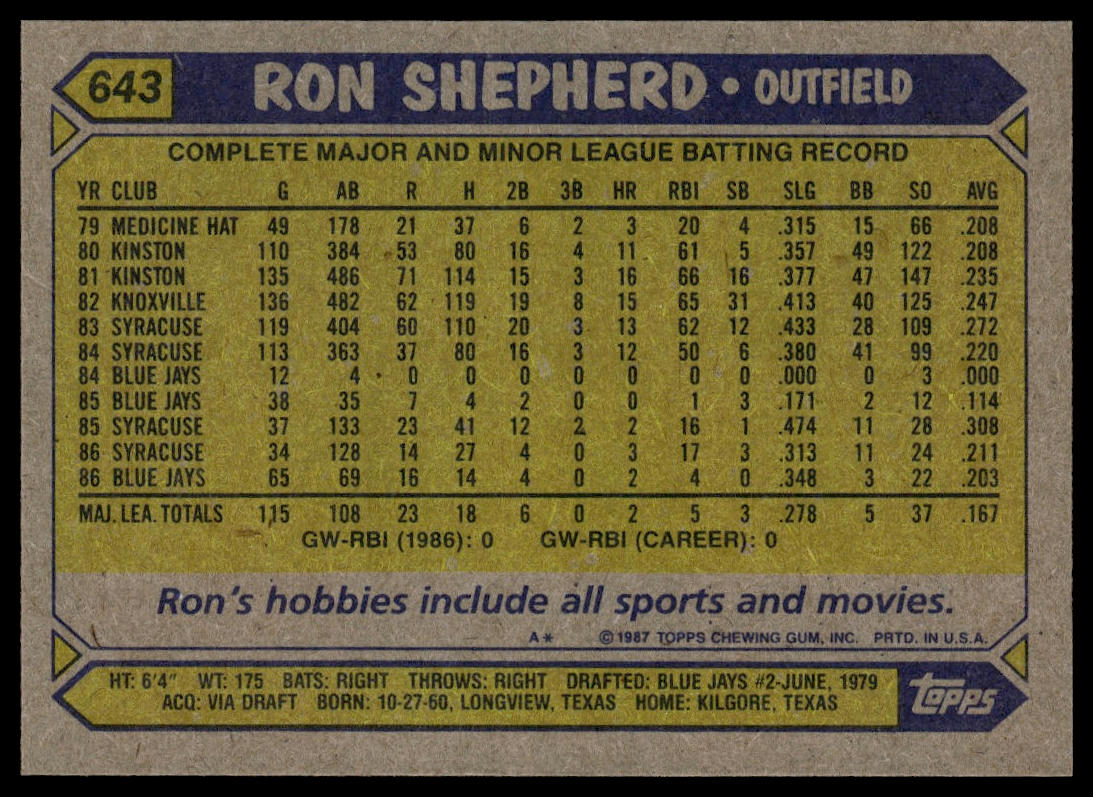 643 RON SHEPHERD • OUTFIELD
COMPLETE MAJOR AND MINOR LEAGUE BATTING RECORD
YR CLUB G AB R H 2B 3B HR RBI SB SLG BB SO AVG
79 MEDICINE HAT 49 178 21 37 6 2 3 20 4 .315 15 66 .208
80 KINSTON 110 384 53 80 16 4 11 61 5 .357 49 122 .208
81 KINSTON 135 486 71 114 15 3 16 66 16 .377 47 147 .235
82 KNOXVILLE 136 482 62 119 19 8 15 65 31 .413 40 125 .247
83 SYRACUSE 119 404 60 110 20 3 13 62 12 .433 28 109 .272
84 SYRACUSE 113 363 37 80 16 3 12 50 6 .380 41 99 .220
84 BLUE JAYS 12 4 0 0 0 0 0 0 0 .000 0 3 .000
85 BLUE JAYS 38 35 7 4 2 0 0 1 3 .171 2 12 .114
85 SYRACUSE 37 133 23 41 12 2 2 16 1 .474 11 28 .308
86 SYRACUSE 34 128 14 27 4 0 3 17 3 .313 11 24 .211
86 BLUE JAYS 65 69 16 14 4 0 2 4 0 .348 3 22 .203
MAJ. LEA. TOTALS 115 108 23 18 6 0 2 5 3 .278 5 37 .167
GW-RBI (1986): 0 GW-RBI (CAREER): 0
Ron's hobbies include all sports and movies.
A* ©1987 TOPPS CHEWING GUM, INC. PRTD. IN U.S.A.
HT: 6'4" WT: 175 BATS: RIGHT THROWS: RIGHT DRAFTED: BLUE JAYS #2-JUNE, 1979
ACQ: VIA DRAFT BORN: 10-27-60, LONGVIEW, TEXAS HOME: KILGORE, TEXAS
Topps